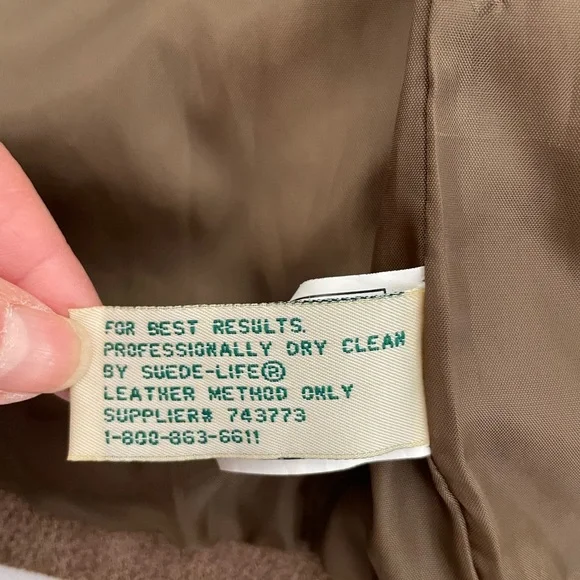 FOR BEST RESULTS.
PROFESSIONALLY DRY CLEAN
BY SUEDE-LIFE®
LEATHER METHOD ONLY
SUPPLIER# 743773
1-800-863-6611